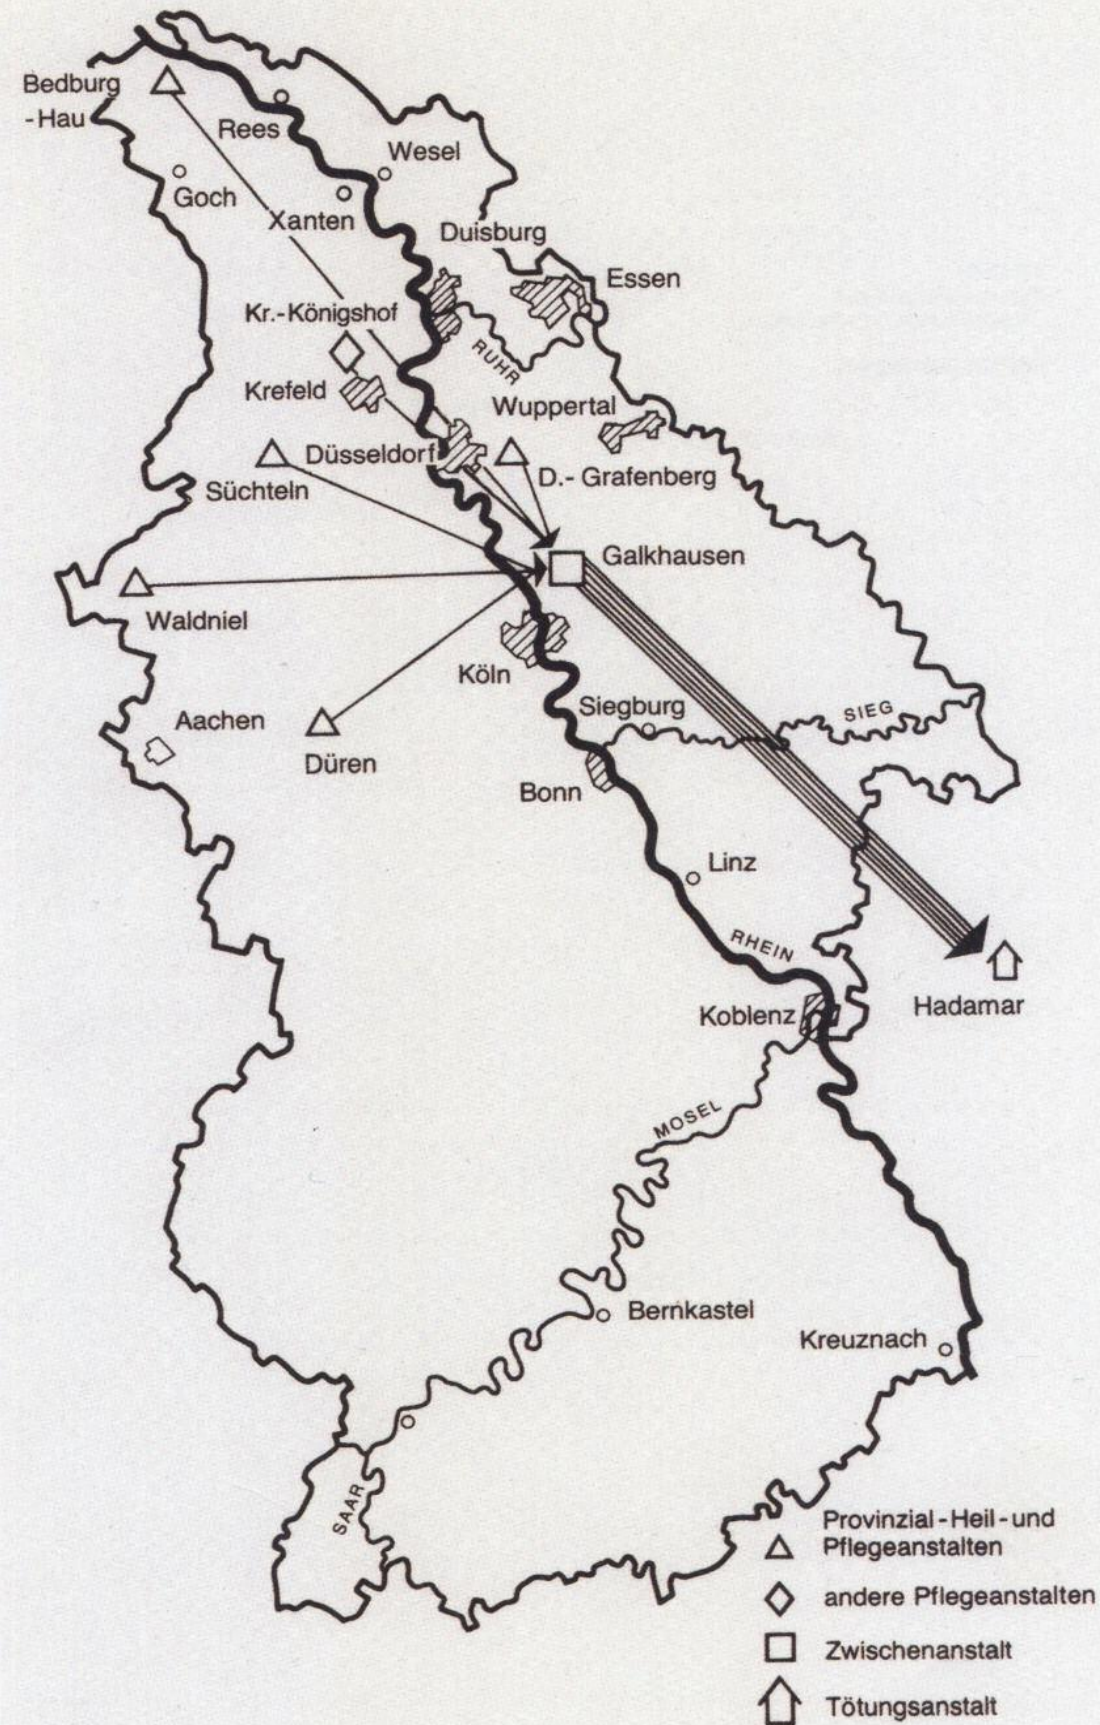 Bedburg
-Hau
Rees
Wesel
Goch
Xanten
Duisburg
Essen
Kr.-Königshof
RUHR
Krefeld
Wuppertal
Düsseldorf
D.- Grafenberg
Süchteln
Galkhausen
Waldniel
Köln
Siegburg
SIEG
Aachen
Düren
Bonn
Linz
RHEIN
Koblenz
Hadamar
MOSEL
Bernkastel
Kreuznach
SAAR
Provinzial-Heil-und
Pflegeanstalten
andere Pflegeanstalten
Zwischenanstalt
Tötungsanstalt